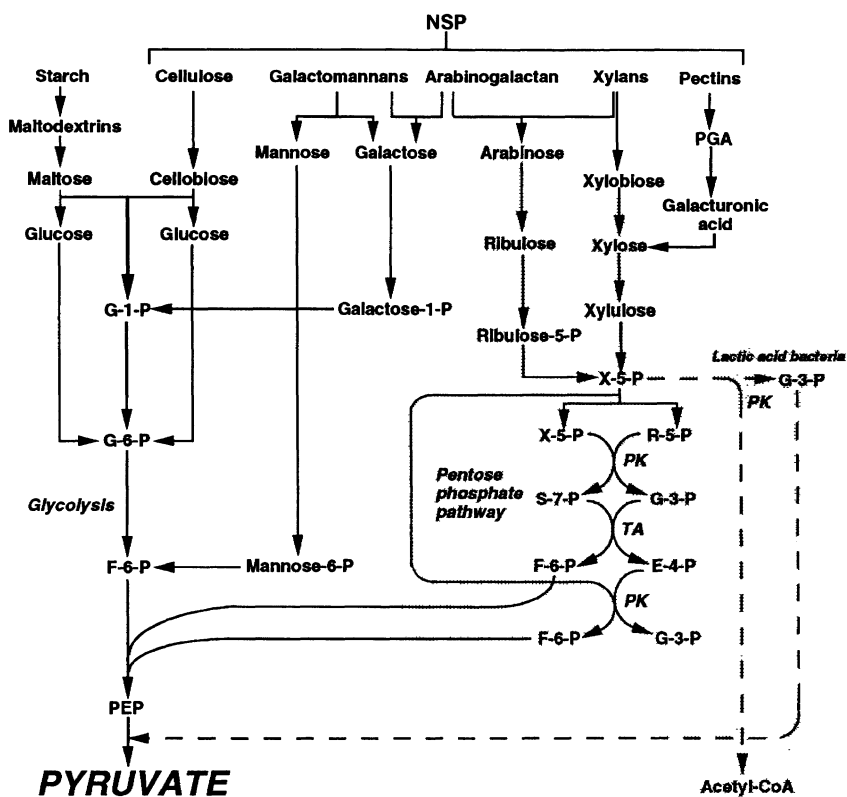 NSP
Starch Cellulose Galactomannans Arabinogalactan Xylans Pectins
Maltodextrins
PGA
Mannose Galactose Arabinose
Maltose Cellobiose Xylobiose
Galacturonic
acid
Glucose Glucose Ribulose Xylose
G-1-P Galactose-1-P Xylulose
Ribulose-5-P
Lactic acid bacteria
X-5-P G-3-P
PK
G-6-P X-5-P R-5-P
PK
Pentose
phosphate
pathway
Glycolysis S-7-P G-3-P
TA
F-6-P Mannose-6-P F-6-P E-4-P
PK
F-6-P G-3-P
PEP
PYRUVATE Acetyl-CoA